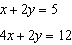 x + 2y = 5
4x + 2y = 12